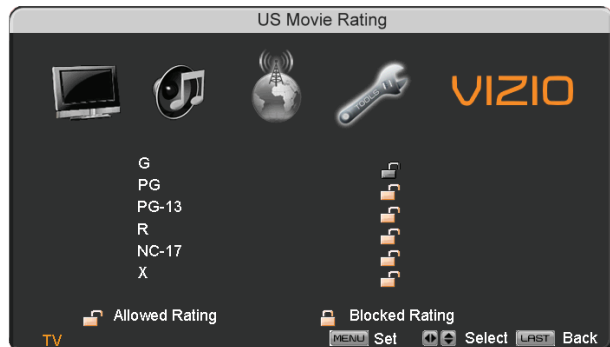 US Movie Rating
TOOLS
VIZIO
G
PG
PG-13
R
NC-17
X
Allowed Rating Blocked Rating
TV MENU Set Select LAST Back